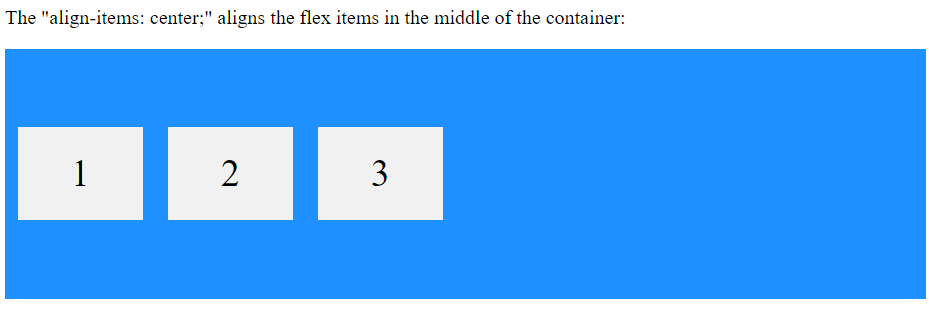 The "align-items: center;" aligns the flex items in the middle of the container:
1 2 3